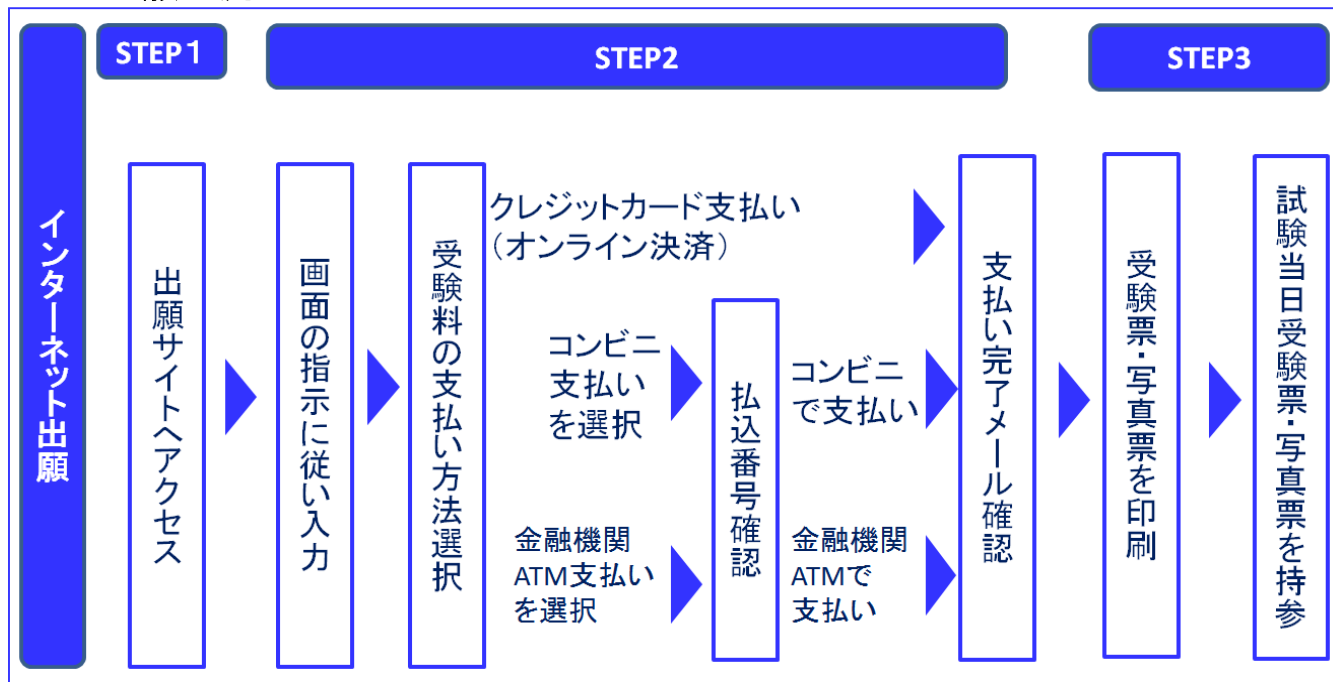 STEP1
STEP2
STEP3
インターネット出願
出願サイトへアクセス
画面の指示に従い入力
受験料の支払い方法選択
クレジットカード支払い
(オンライン決済)
コンビニ
支払い
を選択
金融機関
ATM支払い
を選択
払込番号確認
コンビニ
で支払い
金融機関
ATMで
支払い
支払い完了メール確認
受験票・写真票を印刷
試験当日受験票・写真票を持参